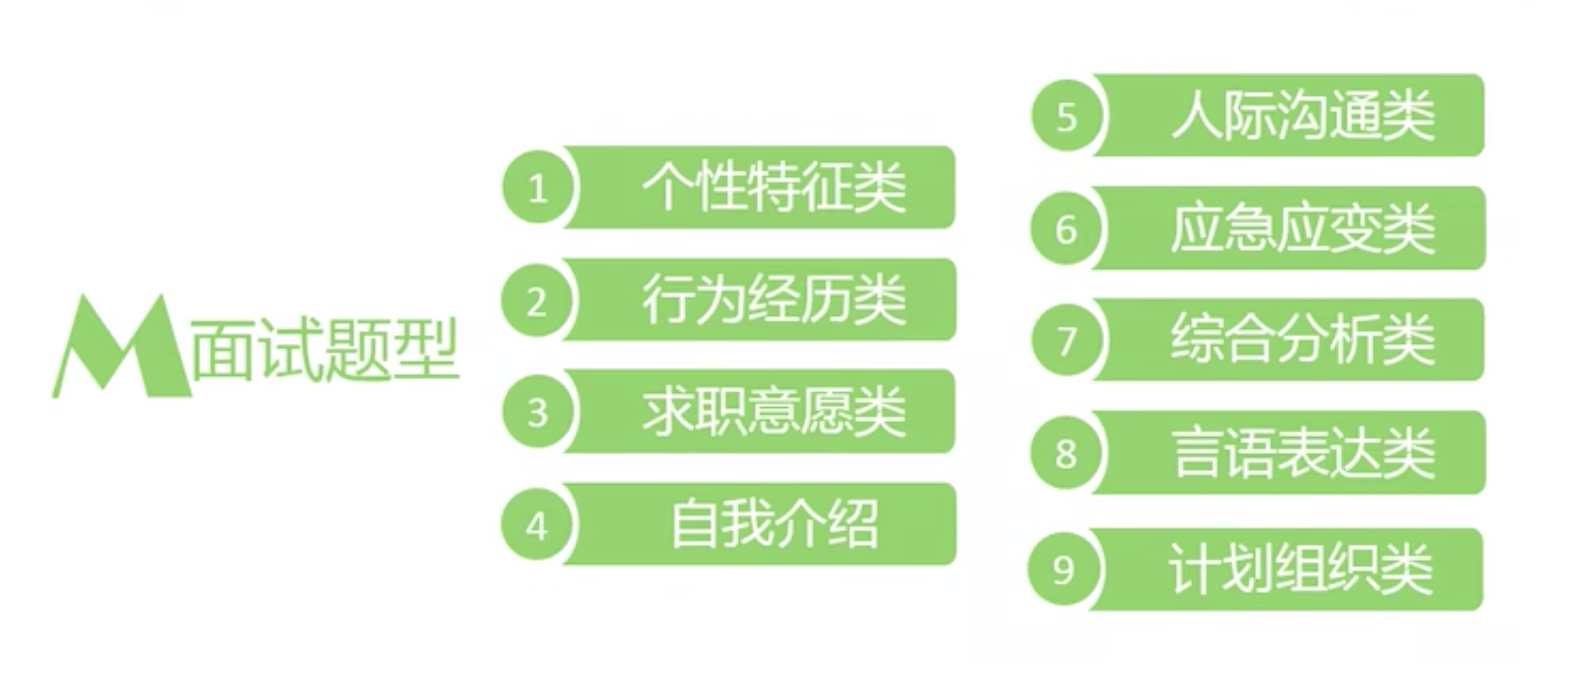 M面试题型
1 个性特征类
2 行为经历类
3 求职意愿类
4 自我介绍
5 人际沟通类
6 应急应变类
7 综合分析类
8 言语表达类
9 计划组织类